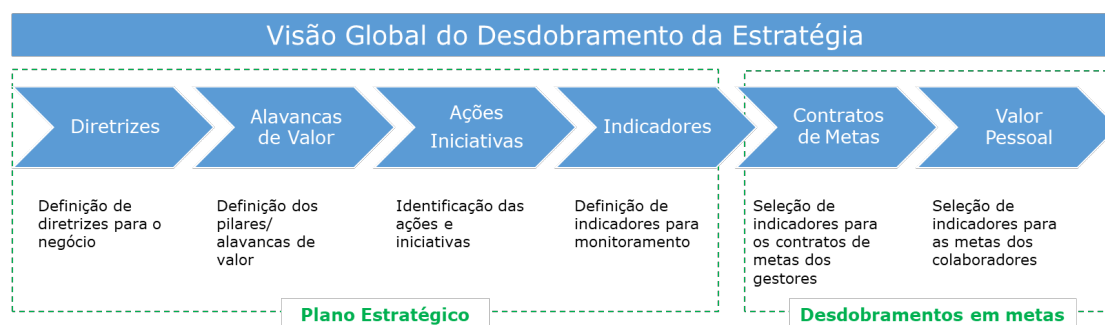 Visão Global do Desdobramento da Estratégia
Diretrizes
Alavancas
de Valor
Ações
Iniciativas
Indicadores
Contratos
de Metas
Valor
Pessoal
Definição de
diretrizes para o
negócio
Definição dos
pilares/
alavancas de
valor
Identificação das
ações e
iniciativas
Definição de
indicadores para
monitoramento
Seleção de
indicadores para
os contratos de
metas dos
gestores
Seleção de
indicadores para
as metas dos
colaboradores
Plano Estratégico
Desdobramentos em metas